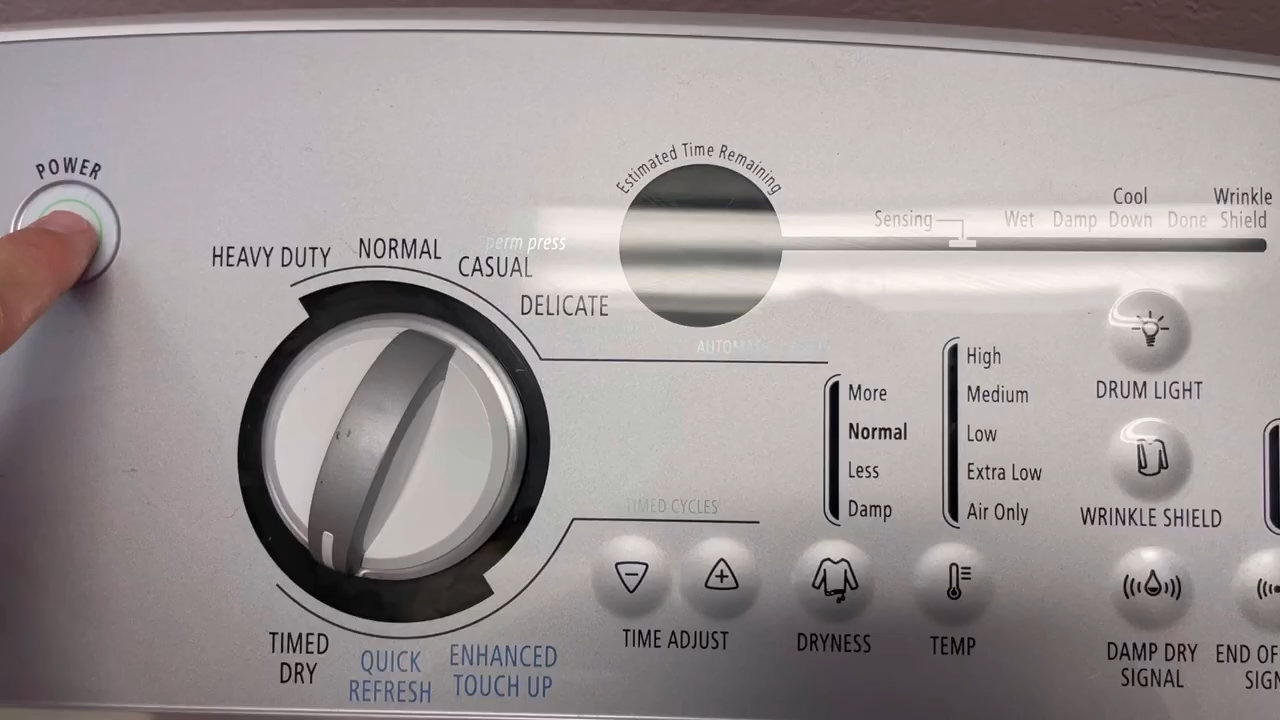 POWER
HEAVY DUTY
NORMAL
perm press
CASUAL
DELICATE
Estimated Time Remaining
Sensing
Wet
Damp
Cool
Down
Done
Wrinkle
Shield
More
Normal
Less
Damp
High
Medium
Low
Extra Low
Air Only
DRUM LIGHT
WRINKLE SHIELD
TIMED CYCLES
TIMED
DRY
QUICK
REFRESH
ENHANCED
TOUCH UP
TIME ADJUST
DRYNESS
TEMP
DAMP DRY
SIGNAL
END OF